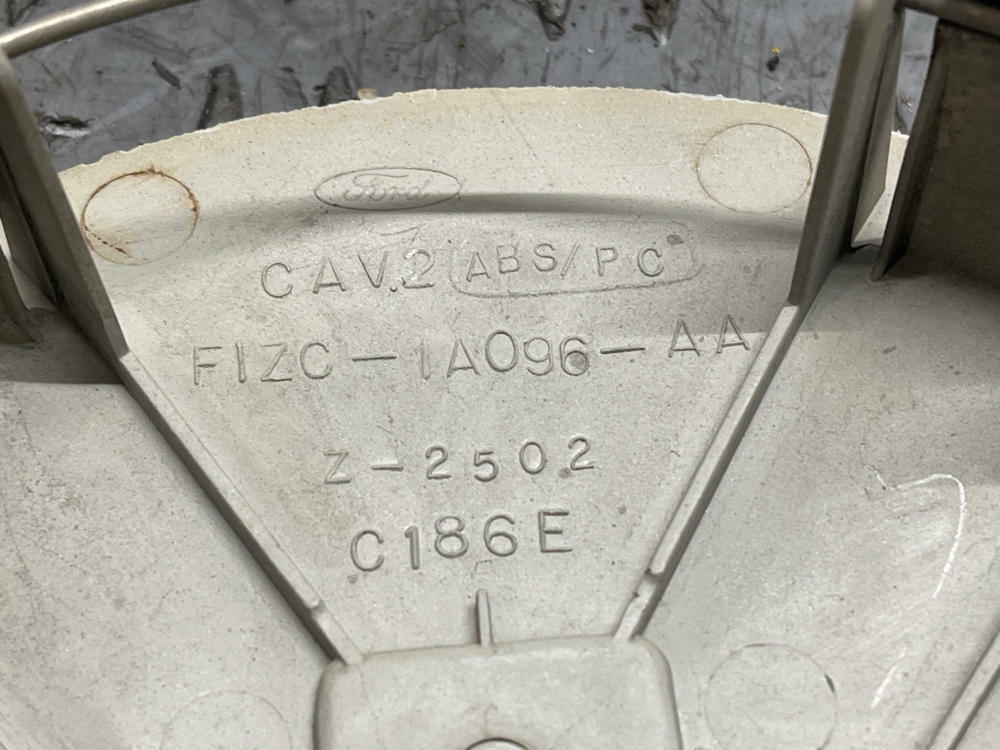 Ford
CAV.2 ABS/PC
F1ZC-1A096-AA
Z-2502
C186E